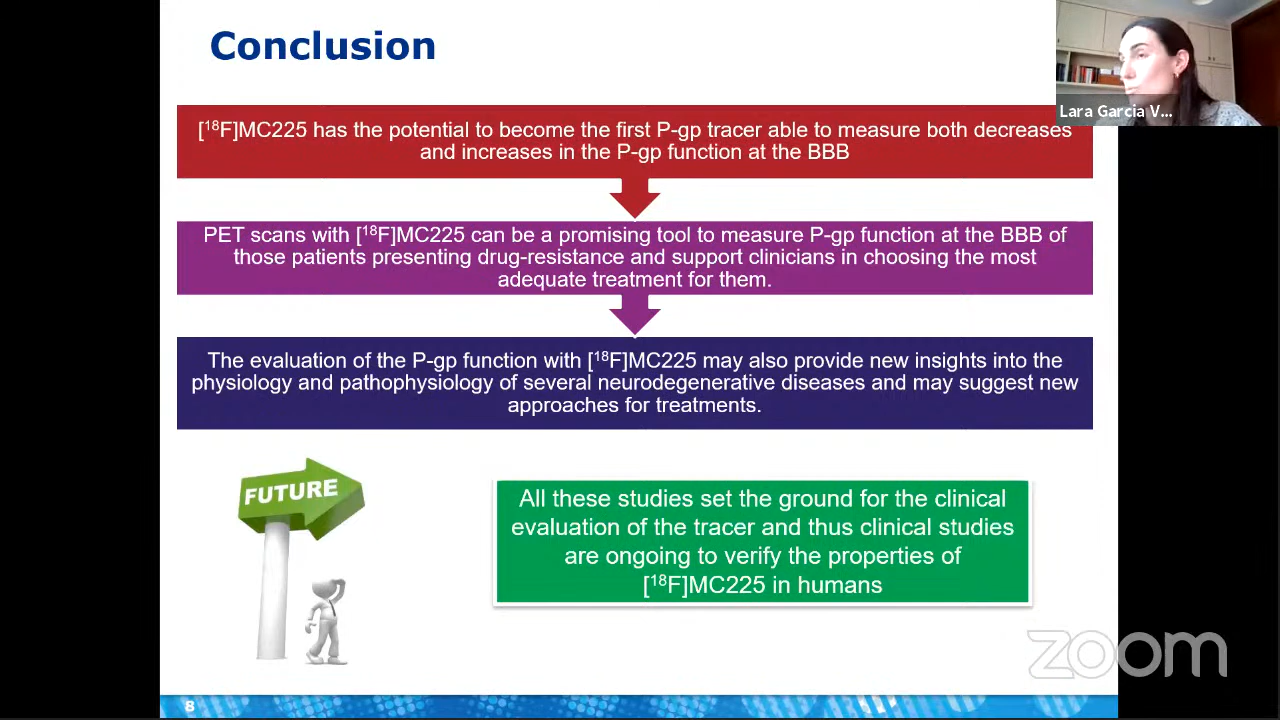 Conclusion
Lara Garcia V...
[¹⁸F]MC225 has the potential to become the first P-gp tracer able to measure both decreases
and increases in the P-gp function at the BBB
PET scans with [¹⁸F]MC225 can be a promising tool to measure P-gp function at the BBB of
those patients presenting drug-resistance and support clinicians in choosing the most
adequate treatment for them.
The evaluation of the P-gp function with [¹⁸F]MC225 may also provide new insights into the
physiology and pathophysiology of several neurodegenerative diseases and may suggest new
approaches for treatments.
FUTURE
All these studies set the ground for the clinical
evaluation of the tracer and thus clinical studies
are ongoing to verify the properties of
[¹⁸F]MC225 in humans
zoom
8